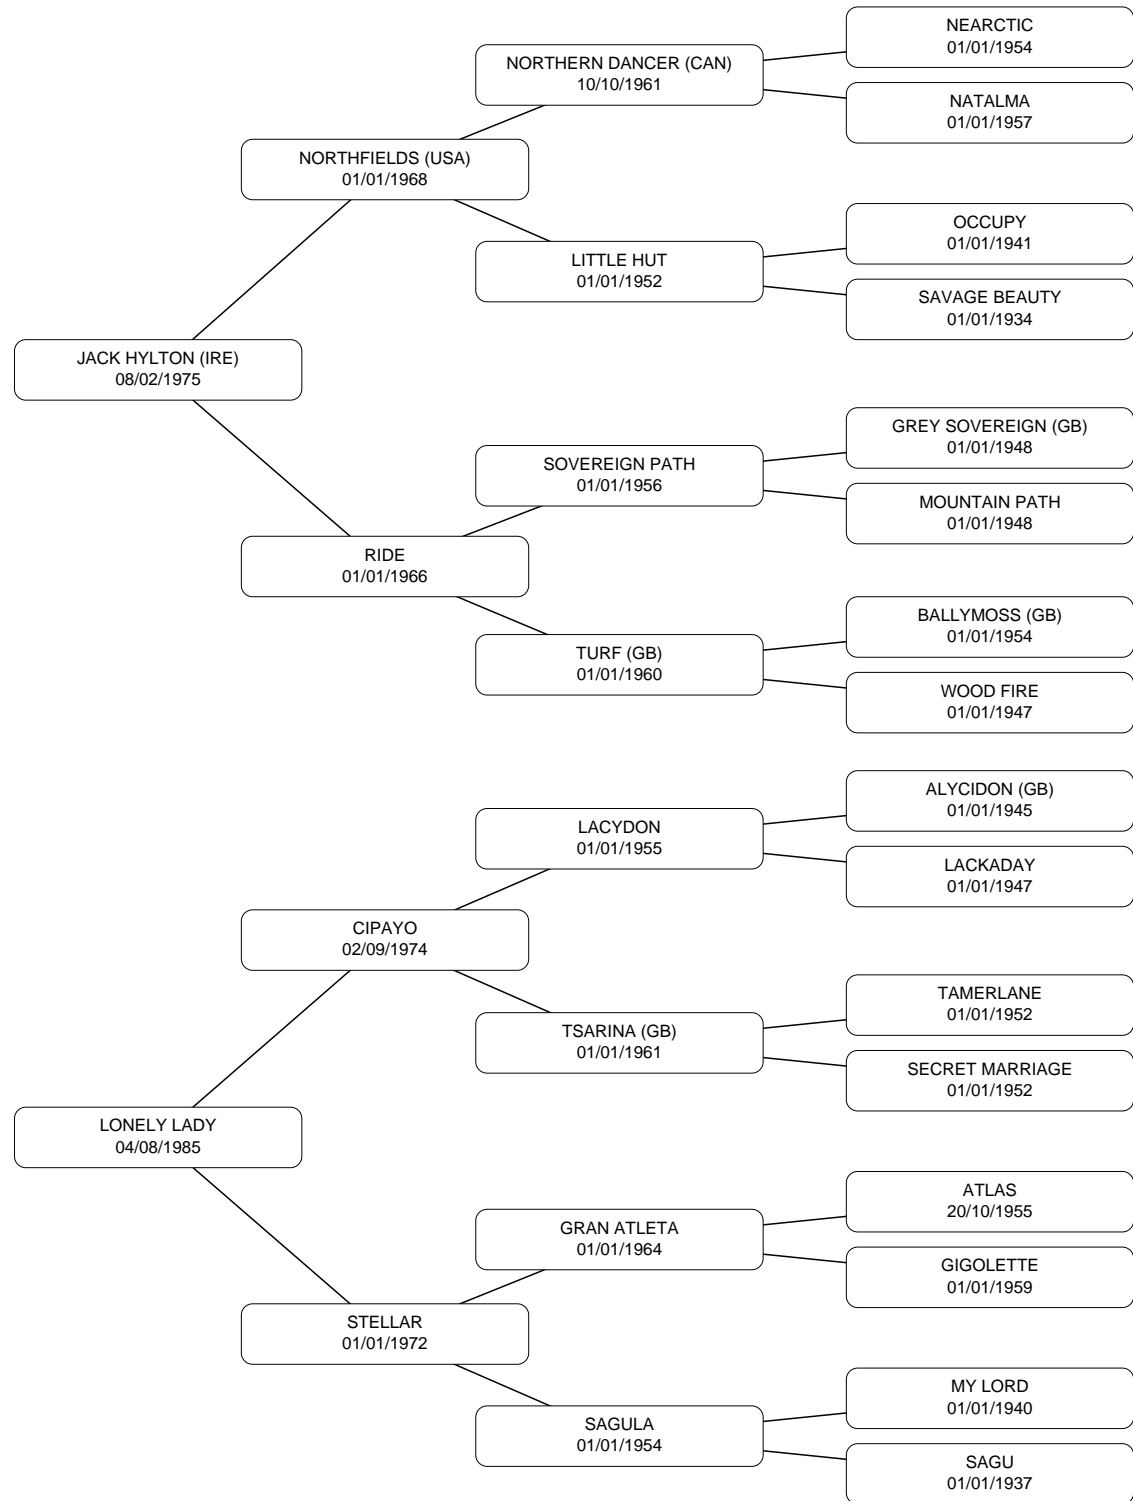 NEARCTIC
01/01/1954
NORTHERN DANCER (CAN)
10/10/1961
NATALMA
01/01/1957
NORTHFIELDS (USA)
01/01/1968
OCCUPY
01/01/1941
LITTLE HUT
01/01/1952
SAVAGE BEAUTY
01/01/1934
JACK HYLTON (IRE)
08/02/1975
GREY SOVEREIGN (GB)
01/01/1948
SOVEREIGN PATH
01/01/1956
MOUNTAIN PATH
01/01/1948
RIDE
01/01/1966
BALLYMOSS (GB)
01/01/1954
TURF (GB)
01/01/1960
WOOD FIRE
01/01/1947
ALYCIDON (GB)
01/01/1945
LACYDON
01/01/1955
LACKADAY
01/01/1947
CIPAYO
02/09/1974
TAMERLANE
01/01/1952
TSARINA (GB)
01/01/1961
SECRET MARRIAGE
01/01/1952
LONELY LADY
04/08/1985
ATLAS
20/10/1955
GRAN ATLETA
01/01/1964
GIGOLETTE
01/01/1959
STELLAR
01/01/1972
MY LORD
01/01/1940
SAGULA
01/01/1954
SAGU
01/01/1937